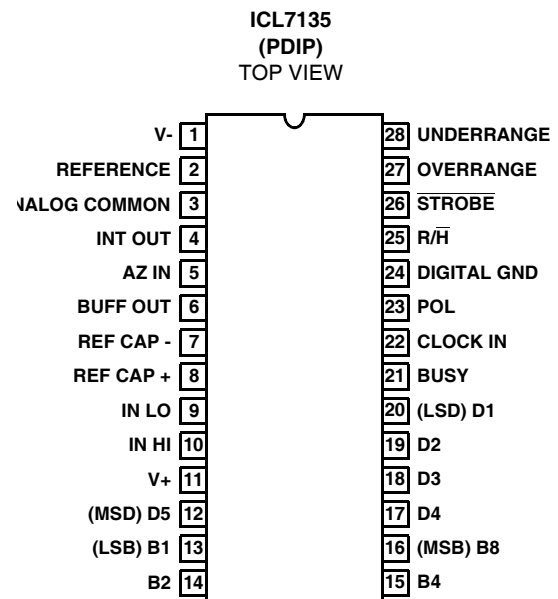 ICL7135
(PDIP)
TOP VIEW
V- 1 28 UNDERRANGE
REFERENCE 2 27 OVERRANGE
NALOG COMMON 3 26 STROBE
INT OUT 4 25 R/H
AZ IN 5 24 DIGITAL GND
BUFF OUT 6 23 POL
REF CAP - 7 22 CLOCK IN
REF CAP + 8 21 BUSY
IN LO 9 20 (LSD) D1
IN HI 10 19 D2
V+ 11 18 D3
(MSD) D5 12 17 D4
(LSB) B1 13 16 (MSB) B8
B2 14 15 B4